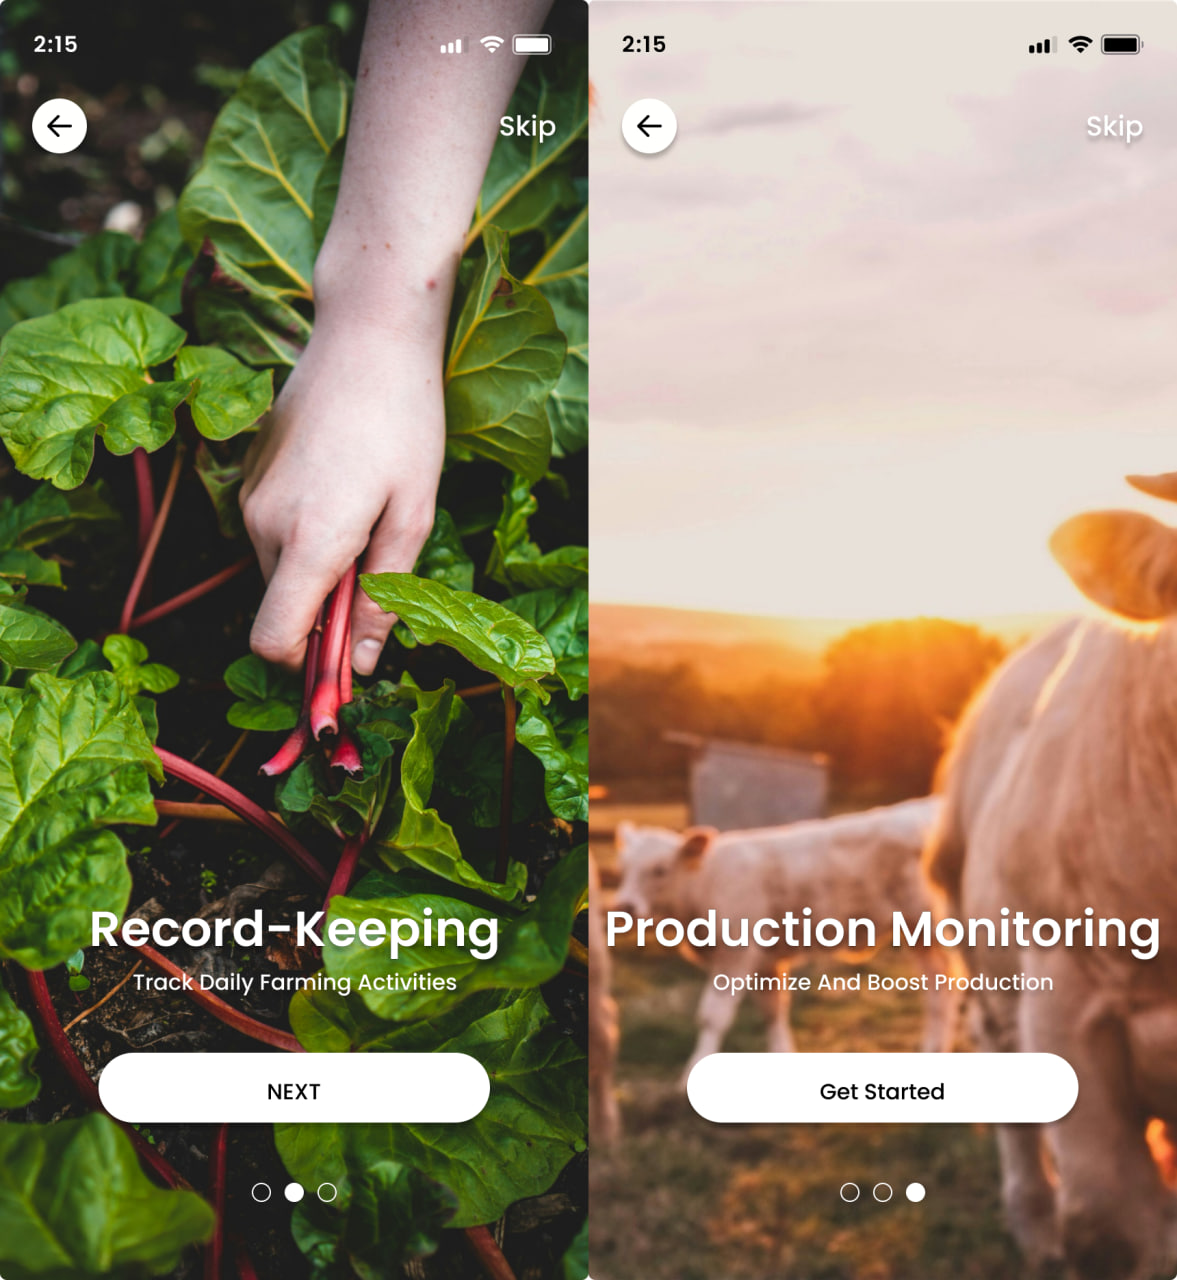 2:15
Skip
Record-Keeping
Track Daily Farming Activities
NEXT
2:15
Skip
Production Monitoring
Optimize And Boost Production
Get Started